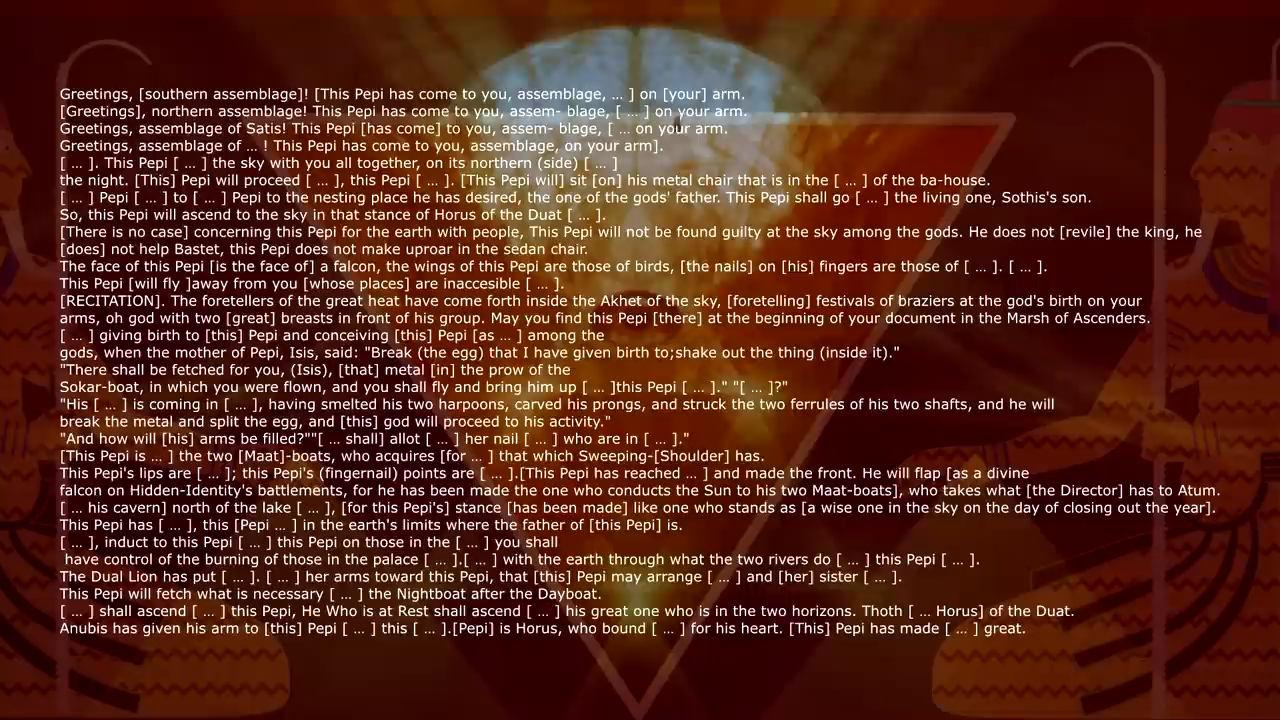 Greetings, [southern assemblage]! [This Pepi has come to you, assemblage, ... ] on [your] arm.
[Greetings], northern assemblage! This Pepi has come to you, assem- blage, [ ... ] on your arm.
Greetings, assemblage of Satis! This Pepi [has come] to you, assem- blage, [ ... on your arm.
Greetings, assemblage of ... ! This Pepi has come to you, assemblage, on your arm].
[ ... ]. This Pepi [ ... ] the sky with you all together, on its northern (side) [ ... ]
the night. [This] Pepi will proceed [ ... ], this Pepi [ ... ]. [This Pepi will] sit [on] his metal chair that is in the [ ... ] of the ba-house.
[ ... ] Pepi [ ... ] to [ ... ] Pepi to the nesting place he has desired, the one of the gods' father. This Pepi shall go [ ... ] the living one, Sothis's son.
So, this Pepi will ascend to the sky in that stance of Horus of the Duat [ ... ].
[There is no case] concerning this Pepi for the earth with people, This Pepi will not be found guilty at the sky among the gods. He does not [revile] the king, he
[does] not help Bastet, this Pepi does not make uproar in the sedan chair.
The face of this Pepi [is the face of] a falcon, the wings of this Pepi are those of birds, [the nails] on [his] fingers are those of [ ... ]. [ ... ].
This Pepi [will fly ]away from you [whose places] are inaccesible [ ... ].
[RECITATION]. The foretellers of the great heat have come forth inside the Akhet of the sky, [foretelling] festivals of braziers at the god's birth on your
arms, oh god with two [great] breasts in front of his group. May you find this Pepi [there] at the beginning of your document in the Marsh of Ascenders.
[ ... ] giving birth to [this] Pepi and conceiving [this] Pepi [as ... ] among the
gods, when the mother of Pepi, Isis, said: "Break (the egg) that I have given birth to;shake out the thing (inside it)."
"There shall be fetched for you, (Isis), [that] metal [in] the prow of the
Sokar-boat, in which you were flown, and you shall fly and bring him up [ ... ]this Pepi [ ... ]." "[ ... ]?"
"His [ ... ] is coming in [ ... ], having smelted his two harpoons, carved his prongs, and struck the two ferrules of his two shafts, and he will
break the metal and split the egg, and [this] god will proceed to his activity."
"And how will [his] arms be filled?""[ ... shall] allot [ ... ] her nail [ ... ] who are in [ ... ]."
[This Pepi is ... ] the two [Maat]-boats, who acquires [for ... ] that which Sweeping-[Shoulder] has.
This Pepi's lips are [ ... ]; this Pepi's (fingernail) points are [ ... ].[This Pepi has reached ... ] and made the front. He will flap [as a divine
falcon on Hidden-Identity's battlements, for he has been made the one who conducts the Sun to his two Maat-boats], who takes what [the Director] has to Atum.
[ ... his cavern] north of the lake [ ... ], [for this Pepi's] stance [has been made] like one who stands as [a wise one in the sky on the day of closing out the year].
This Pepi has [ ... ], this [Pepi ... ] in the earth's limits where the father of [this Pepi] is.
[ ... ], induct to this Pepi [ ... ] this Pepi on those in the [ ... ] you shall
have control of the burning of those in the palace [ ... ].[ ... ] with the earth through what the two rivers do [ ... ] this Pepi [ ... ].
The Dual Lion has put [ ... ]. [ ... ] her arms toward this Pepi, that [this] Pepi may arrange [ ... ] and [her] sister [ ... ].
This Pepi will fetch what is necessary [ ... ] the Nightboat after the Dayboat.
[ ... ] shall ascend [ ... ] this Pepi, He Who is at Rest shall ascend [ ... ] his great one who is in the two horizons. Thoth [ ... Horus] of the Duat.
Anubis has given his arm to [this] Pepi [ ... ] this [ ... ].[Pepi] is Horus, who bound [ ... ] for his heart. [This] Pepi has made [ ... ] great.